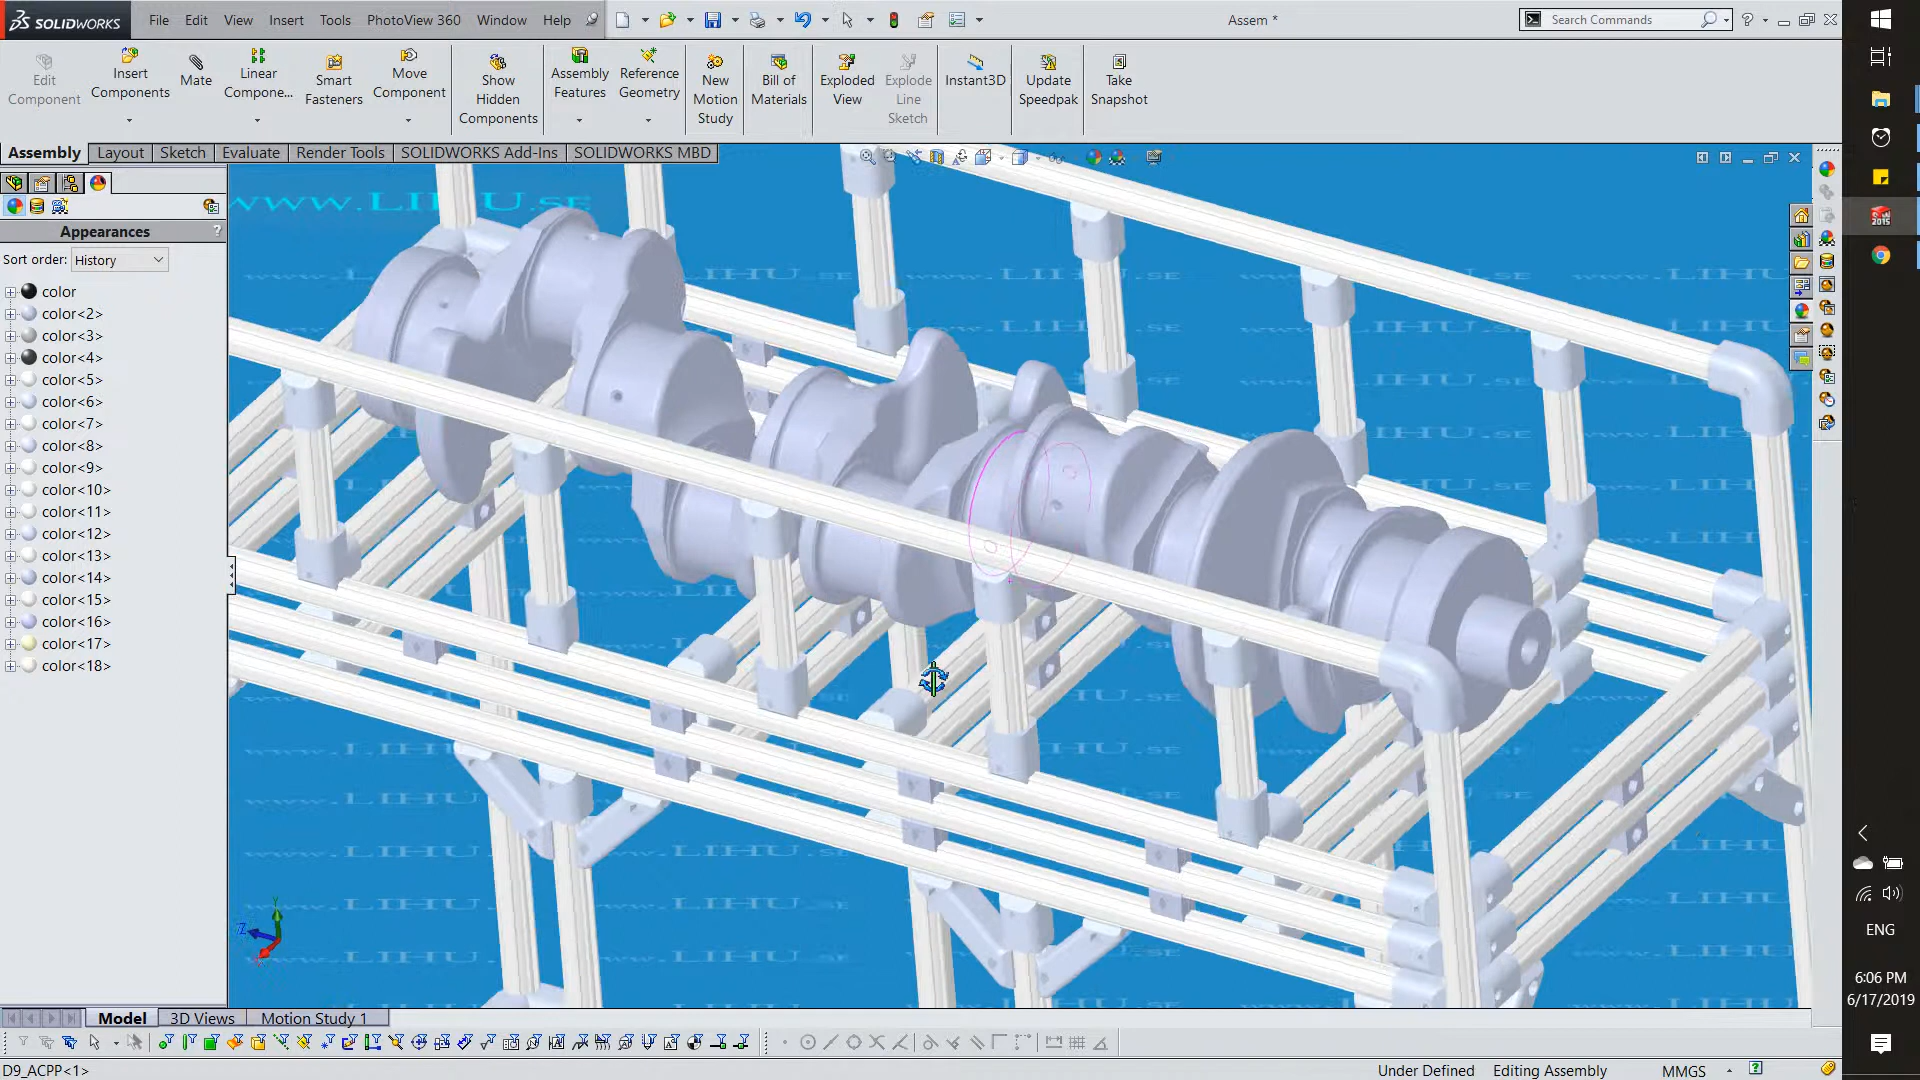 SOLIDWORKS
File Edit View Insert Tools PhotoView 360 Window Help
Assem *
Search Commands
Edit Component
Insert Components
Mate
Linear Compone...
Smart Fasteners
Move Component
Show Hidden Components
Assembly Features
Reference Geometry
New Motion Study
Bill of Materials
Exploded View
Explode Line Sketch
Instant3D
Update Speedpak
Take Snapshot
Assembly Layout Sketch Evaluate Render Tools SOLIDWORKS Add-Ins SOLIDWORKS MBD
Appearances ?
Sort order: History
color
color<2>
color<3>
color<4>
color<5>
color<6>
color<7>
color<8>
color<9>
color<10>
color<11>
color<12>
color<13>
color<14>
color<15>
color<16>
color<17>
color<18>
www.LIHU.SE
2015
Y
Z
Model 3D Views Motion Study 1
D9_ACPP<1>
Under Defined Editing Assembly MMGS
ENG
6:06 PM
6/17/2019